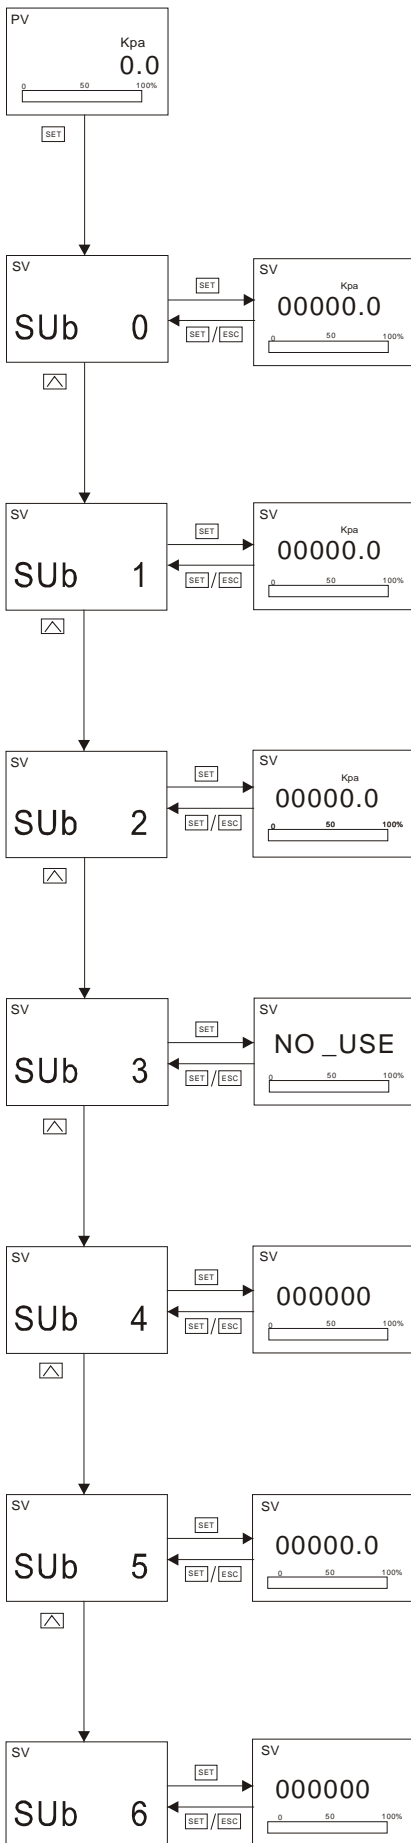 PV
Kpa
0.0
0 50 100%
SET
SV
SUb 0
SET
SET / ESC
SV
Kpa
00000.0
0 50 100%
SV
SUb 1
SET
SET / ESC
SV
Kpa
00000.0
0 50 100%
SV
SUb 2
SET
SET / ESC
SV
Kpa
00000.0
0 50 100%
SV
SUb 3
SET
SET / ESC
SV
NO _USE
0 50 100%
SV
SUb 4
SET
SET / ESC
SV
000000
0 50 100%
SV
SUb 5
SET
SET / ESC
SV
00000.0
0 50 100%
SV
SUb 6
SET
SET / ESC
SV
000000
0 50 100%